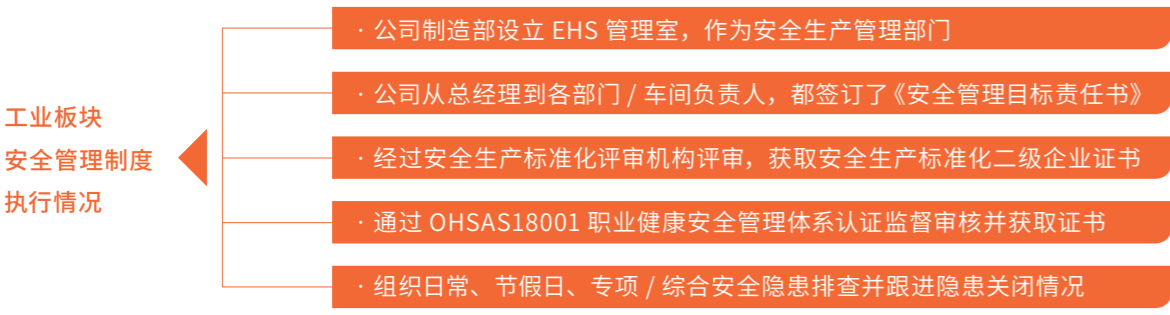 工业板块
安全管理制度
执行情况
· 公司制造部设立 EHS 管理室，作为安全生产管理部门
· 公司从总经理到各部门 / 车间负责人，都签订了《安全管理目标责任书》
· 经过安全生产标准化评审机构评审，获取安全生产标准化二级企业证书
· 通过 OHSAS18001 职业健康安全管理体系认证监督审核并获取证书
· 组织日常、节假日、专项 / 综合安全隐患排查并跟进隐患关闭情况